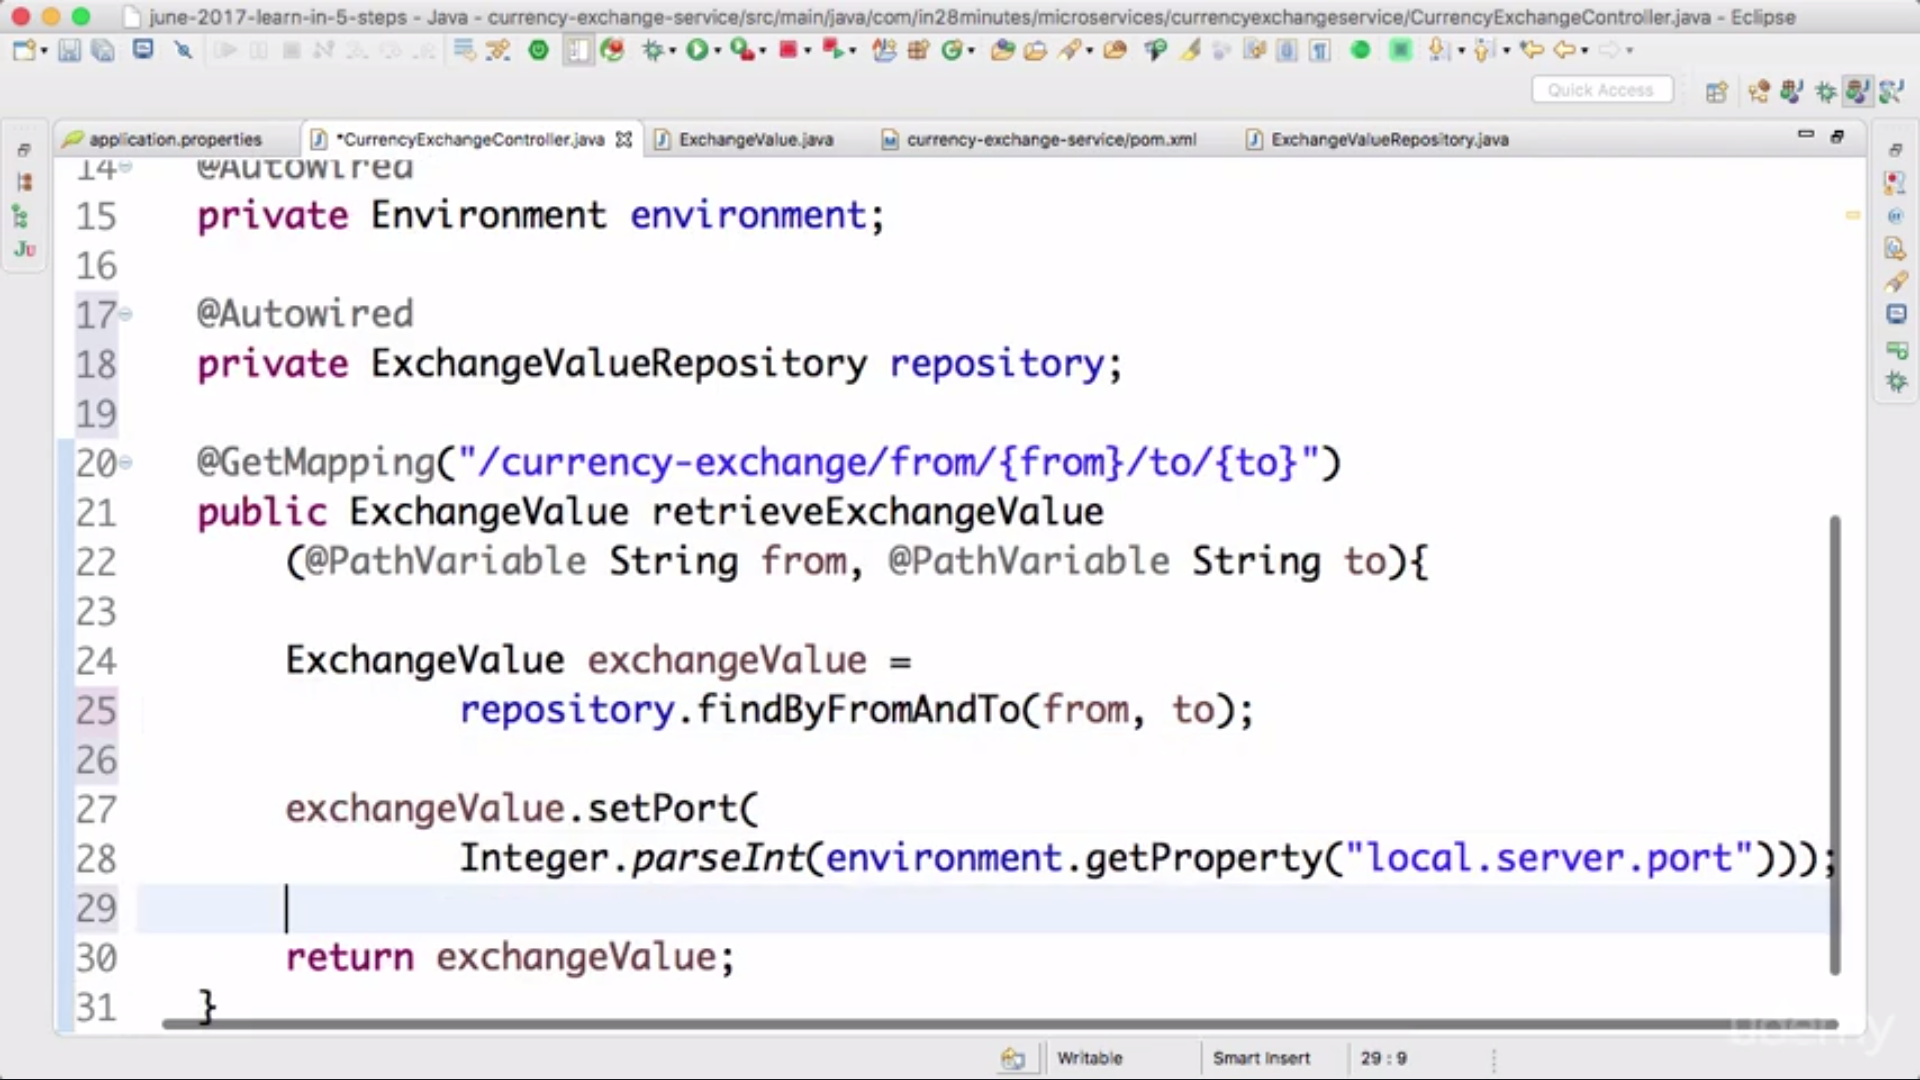 june-2017-learn-in-5-steps - Java - currency-exchange-service/src/main/java/com/in28minutes/microservices/currencyexchangeservice/CurrencyExchangeController.java - Eclipse
Quick Access
application.properties
*CurrencyExchangeController.java
ExchangeValue.java
currency-exchange-service/pom.xml
ExchangeValueRepository.java
14 @Autowired
15 private Environment environment;
16
17 @Autowired
18 private ExchangeValueRepository repository;
19
20 @GetMapping("/currency-exchange/from/{from}/to/{to}")
21 public ExchangeValue retrieveExchangeValue
22 (@PathVariable String from, @PathVariable String to){
23
24 ExchangeValue exchangeValue =
25 repository.findByFromAndTo(from, to);
26
27 exchangeValue.setPort(
28 Integer.parseInt(environment.getProperty("local.server.port")));
29
30 return exchangeValue;
31 }
Ju
udemy
Writable
Smart Insert
29 : 9